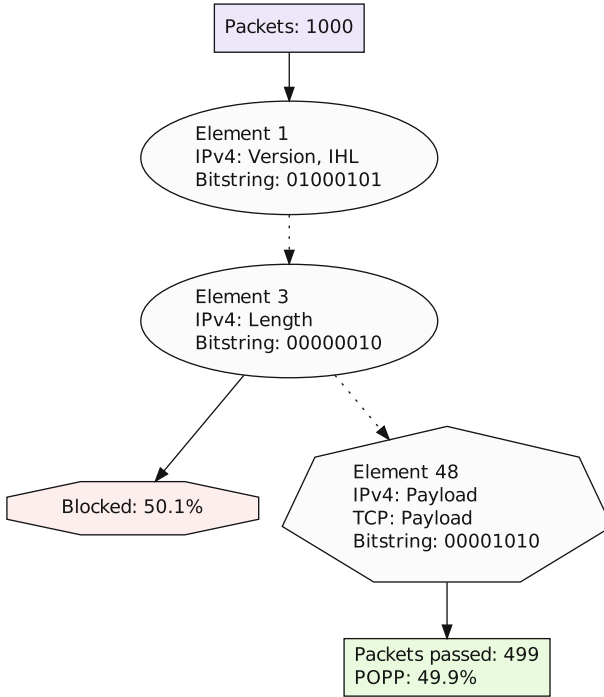 Packets: 1000
Element 1
IPv4: Version, IHL
Bitstring: 01000101
Element 3
IPv4: Length
Bitstring: 00000010
Blocked: 50.1%
Element 48
IPv4: Payload
TCP: Payload
Bitstring: 00001010
Packets passed: 499
POPP: 49.9%